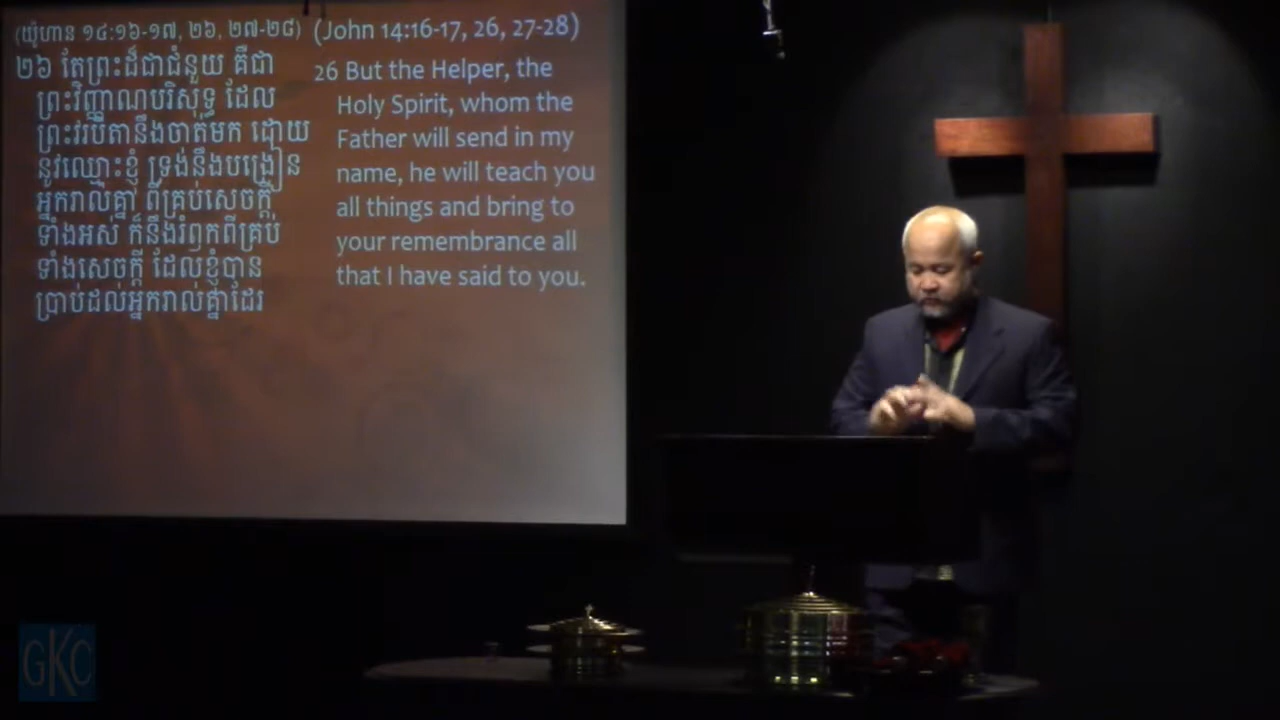 (យ៉ូហាន ១៤:១៦-១៧, ២៦, ២៧-២៨)
២៦ តែព្រះដ៏ជាជំនួយ គឺជា
ព្រះវិញ្ញាណបរិសុទ្ធ ដែល
ព្រះវរបិតានឹងចាត់មក ដោយ
នូវឈ្មោះខ្ញុំ ទ្រង់នឹងបង្រៀន
អ្នករាល់គ្នា ពីគ្រប់សេចក្ដី
ទាំងអស់ ក៏នឹងរំឭកពីគ្រប់
ទាំងសេចក្ដី ដែលខ្ញុំបាន
ប្រាប់ដល់អ្នករាល់គ្នាដែរ
(John 14:16-17, 26, 27-28)
26 But the Helper, the
Holy Spirit, whom the
Father will send in my
name, he will teach you
all things and bring to
your remembrance all
that I have said to you.
GKC